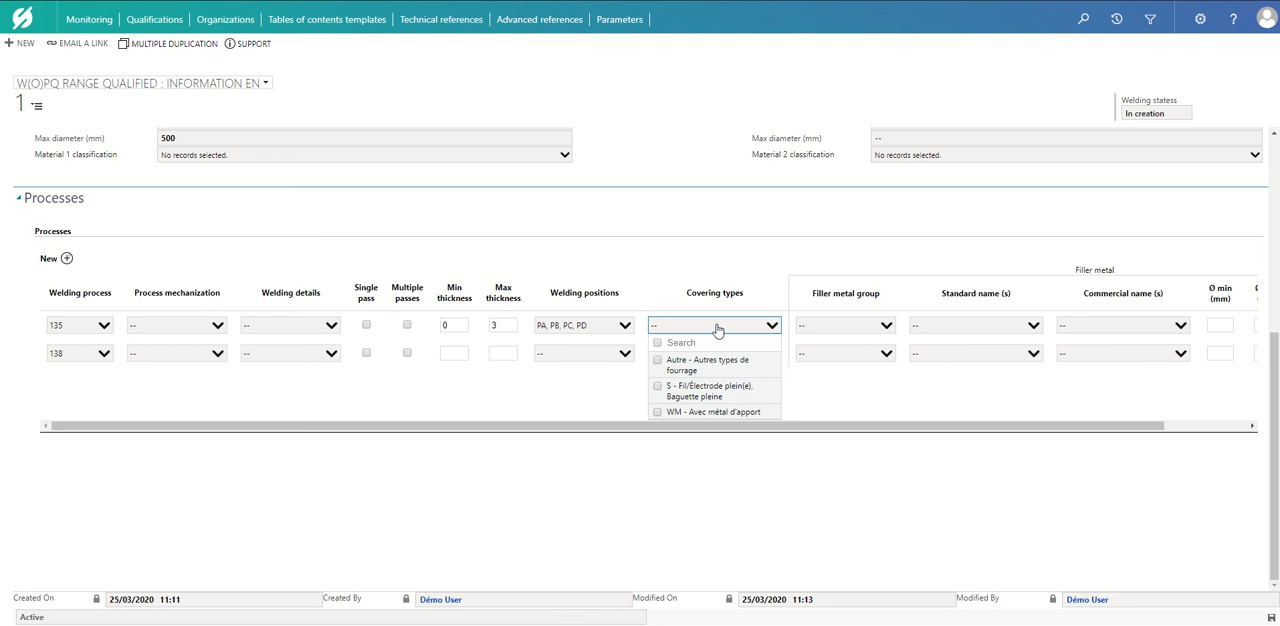 Monitoring Qualifications Organizations Tables of contents templates Technical references Advanced references Parameters
NEW EMAIL A LINK MULTIPLE DUPLICATION SUPPORT
W(O)PQ RANGE QUALIFIED : INFORMATION EN
1
Welding statess
In creation
Max diameter (mm) 500 Max diameter (mm) --
Material 1 classification No records selected. Material 2 classification No records selected.
Processes
Processes
New
Filler metal
Welding process Process mechanization Welding details Single pass Multiple passes Min thickness Max thickness Welding positions Covering types Filler metal group Standard name (s) Commercial name (s) Ø min (mm)
135 -- -- 0 3 PA, PB, PC, PD -- -- -- --
Search
138 -- -- -- -- -- --
Autre - Autres types de
fourrage
S - Fil/Électrode plein(e),
Baguette pleine
WM - Avec métal d'apport
Created On 25/03/2020 11:11 Created By Démo User Modified On 25/03/2020 11:13 Modified By Démo User
Active